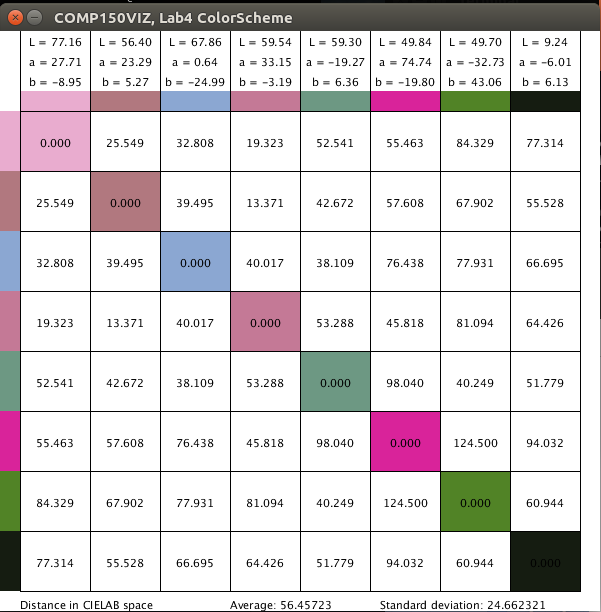 COMP150VIZ, Lab4 ColorScheme
L = 77.16 L = 56.40 L = 67.86 L = 59.54 L = 59.30 L = 49.84 L = 49.70 L = 9.24
a = 27.71 a = 23.29 a = 0.64 a = 33.15 a = −19.27 a = 74.74 a = −32.73 a = −6.01
b = −8.95 b = 5.27 b = −24.99 b = −3.19 b = 6.36 b = −19.80 b = 43.06 b = 6.13
0.000 25.549 32.808 19.323 52.541 55.463 84.329 77.314
25.549 0.000 39.495 13.371 42.672 57.608 67.902 55.528
32.808 39.495 0.000 40.017 38.109 76.438 77.931 66.695
19.323 13.371 40.017 0.000 53.288 45.818 81.094 64.426
52.541 42.672 38.109 53.288 0.000 98.040 40.249 51.779
55.463 57.608 76.438 45.818 98.040 0.000 124.500 94.032
84.329 67.902 77.931 81.094 40.249 124.500 0.000 60.944
77.314 55.528 66.695 64.426 51.779 94.032 60.944 0.000
Distance in CIELAB space Average: 56.45723 Standard deviation: 24.662321